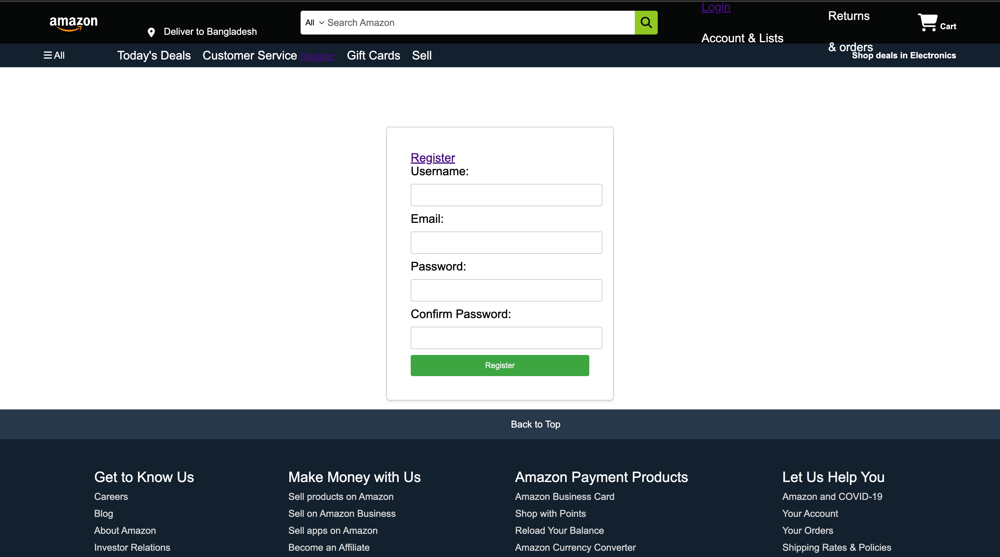 amazon
Deliver to Bangladesh
All Search Amazon
Login
Account & Lists
Returns
& orders
Cart
All
Today's Deals Customer Service Register Gift Cards Sell
Shop deals in Electronics
Register
Username:
Email:
Password:
Confirm Password:
Register
Back to Top
Get to Know Us
Careers
Blog
About Amazon
Investor Relations
Make Money with Us
Sell products on Amazon
Sell on Amazon Business
Sell apps on Amazon
Become an Affiliate
Amazon Payment Products
Amazon Business Card
Shop with Points
Reload Your Balance
Amazon Currency Converter
Let Us Help You
Amazon and COVID-19
Your Account
Your Orders
Shipping Rates & Policies